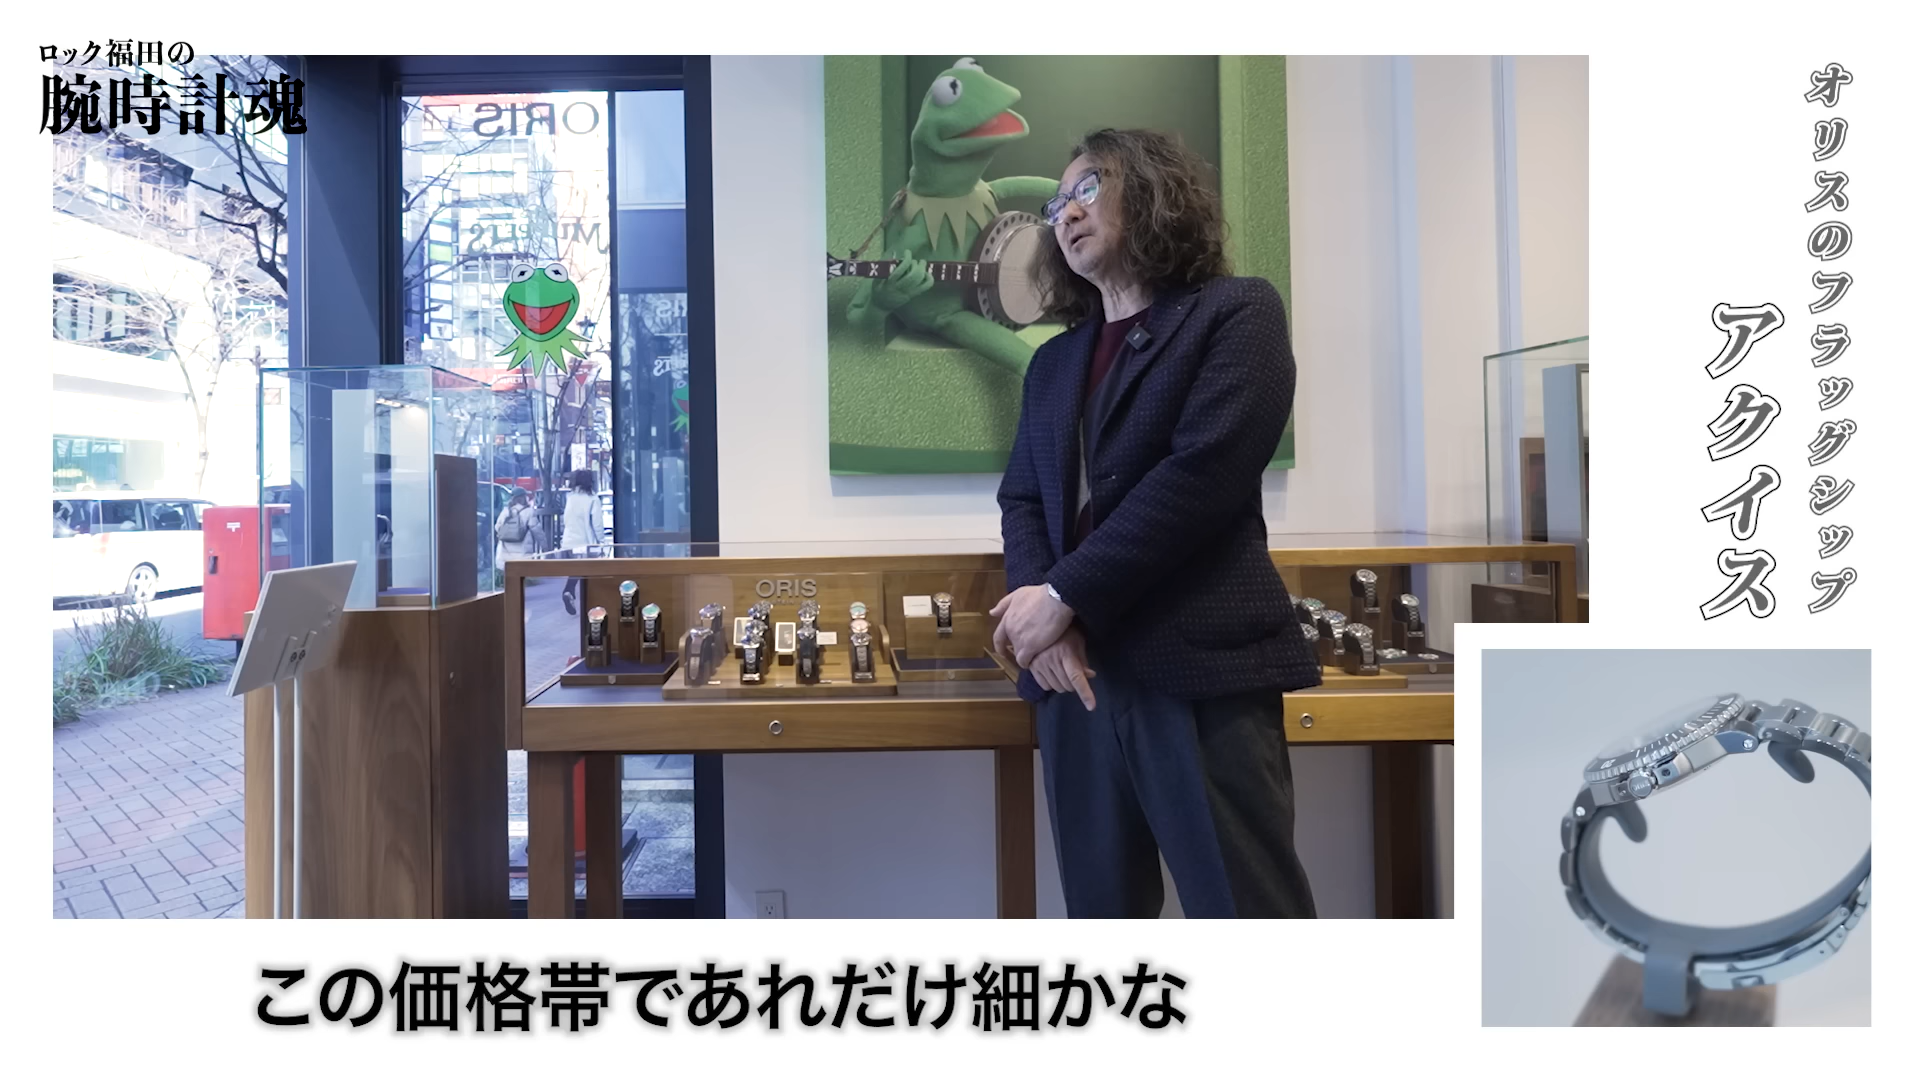 ロック福田の
腕時計魂
オリスのフラッグシップ
アクイス
ORIS
MUPPETS
ORIS
この価格帯であれだけ細かな